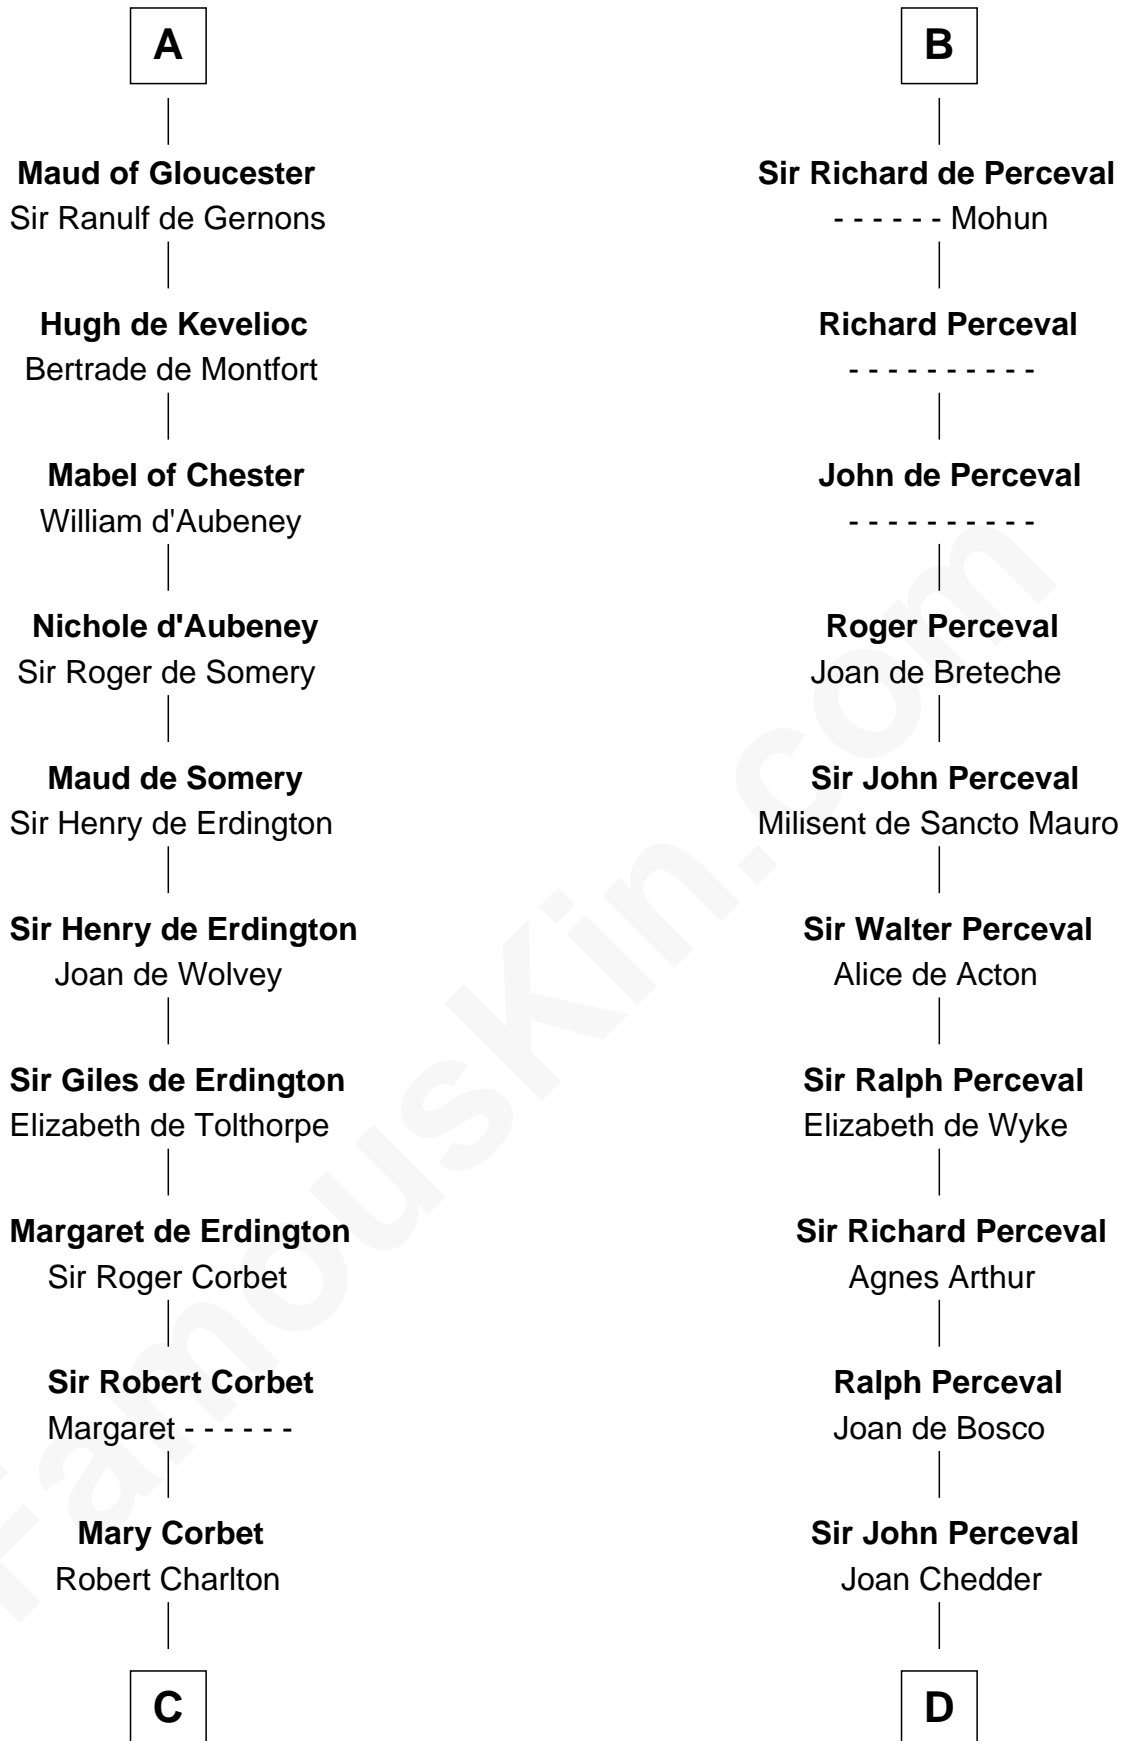 A
Maud of Gloucester
Sir Ranulf de Gernons
Hugh de Kevelioc
Bertrade de Montfort
Mabel of Chester
William d'Aubeney
Nichole d'Aubeney
Sir Roger de Somery
Maud de Somery
Sir Henry de Erdington
Sir Henry de Erdington
Joan de Wolvey
Sir Giles de Erdington
Elizabeth de Tolthorpe
Margaret de Erdington
Sir Roger Corbet
Sir Robert Corbet
Margaret - - - - - -
Mary Corbet
Robert Charlton
C
B
Sir Richard de Perceval
- - - - - - Mohun
Richard Perceval
- - - - - - - - - -
John de Perceval
- - - - - - - - - -
Roger Perceval
Joan de Breteche
Sir John Perceval
Milisent de Sancto Mauro
Sir Walter Perceval
Alice de Acton
Sir Ralph Perceval
Elizabeth de Wyke
Sir Richard Perceval
Agnes Arthur
Ralph Perceval
Joan de Bosco
Sir John Perceval
Joan Chedder
D
FamousKin.com